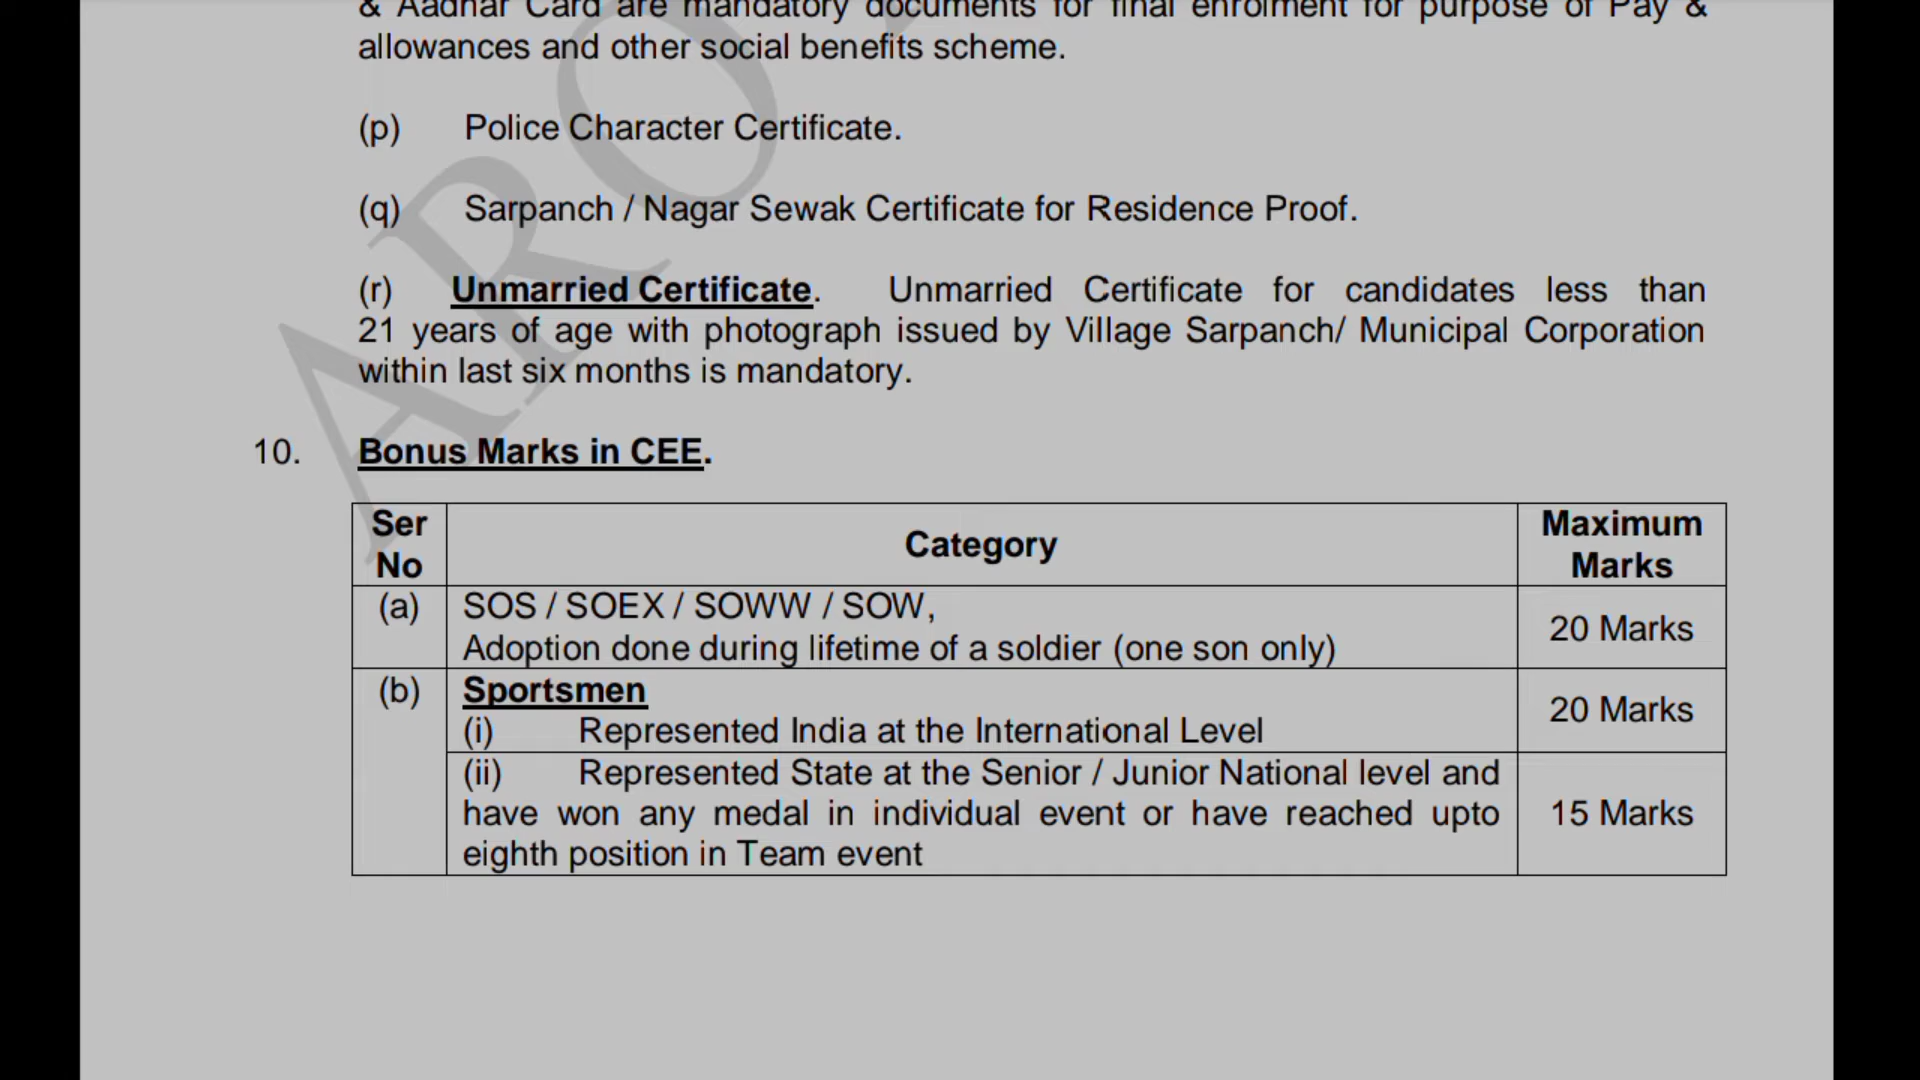 & Aadhar Card are mandatory documents for final enrolment for purpose of Pay &
allowances and other social benefits scheme.
(p) Police Character Certificate.
(q) Sarpanch / Nagar Sewak Certificate for Residence Proof.
(r) Unmarried Certificate. Unmarried Certificate for candidates less than
21 years of age with photograph issued by Village Sarpanch/ Municipal Corporation
within last six months is mandatory.
10. Bonus Marks in CEE.
Ser No Category Maximum Marks
(a) SOS / SOEX / SOWW / SOW,
Adoption done during lifetime of a soldier (one son only) 20 Marks
(b) Sportsmen
(i) Represented India at the International Level 20 Marks
(ii) Represented State at the Senior / Junior National level and
have won any medal in individual event or have reached upto 15 Marks
eighth position in Team event
ARO